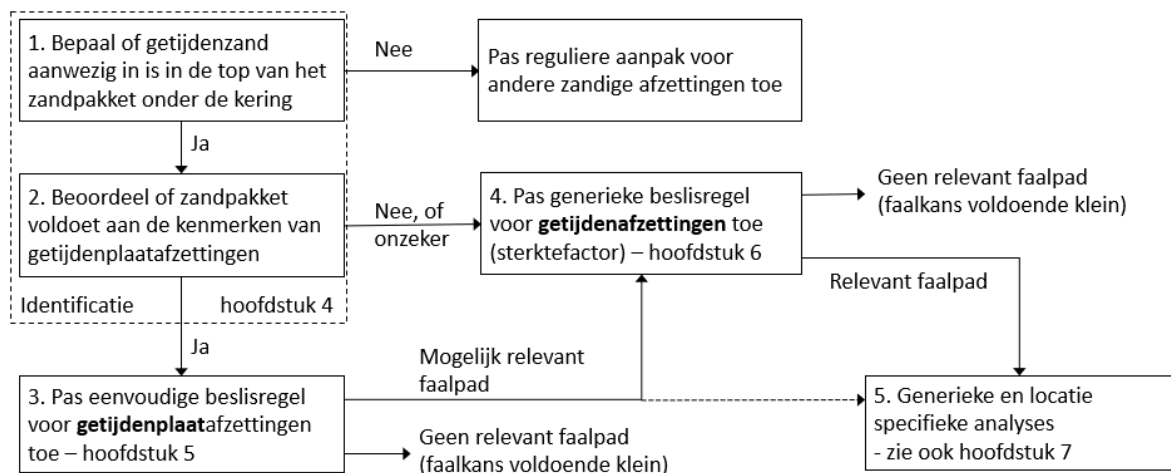 1. Bepaal of getijdenzand
aanwezig in is in de top van het
zandpakket onder de kering
Nee
Pas reguliere aanpak voor
andere zandige afzettingen toe
Ja
2. Beoordeel of zandpakket
voldoet aan de kenmerken van
getijdenplaatafzettingen
Nee, of
onzeker
4. Pas generieke beslisregel
voor getijdenafzettingen toe
(sterktefactor) – hoofdstuk 6
Geen relevant faalpad
(faalkans voldoende klein)
Relevant faalpad
Identificatie hoofdstuk 4
Ja
Mogelijk relevant
faalpad
3. Pas eenvoudige beslisregel
voor getijdenplaatafzettingen
toe – hoofdstuk 5
Geen relevant faalpad
(faalkans voldoende klein)
5. Generieke en locatie
specifieke analyses
- zie ook hoofdstuk 7